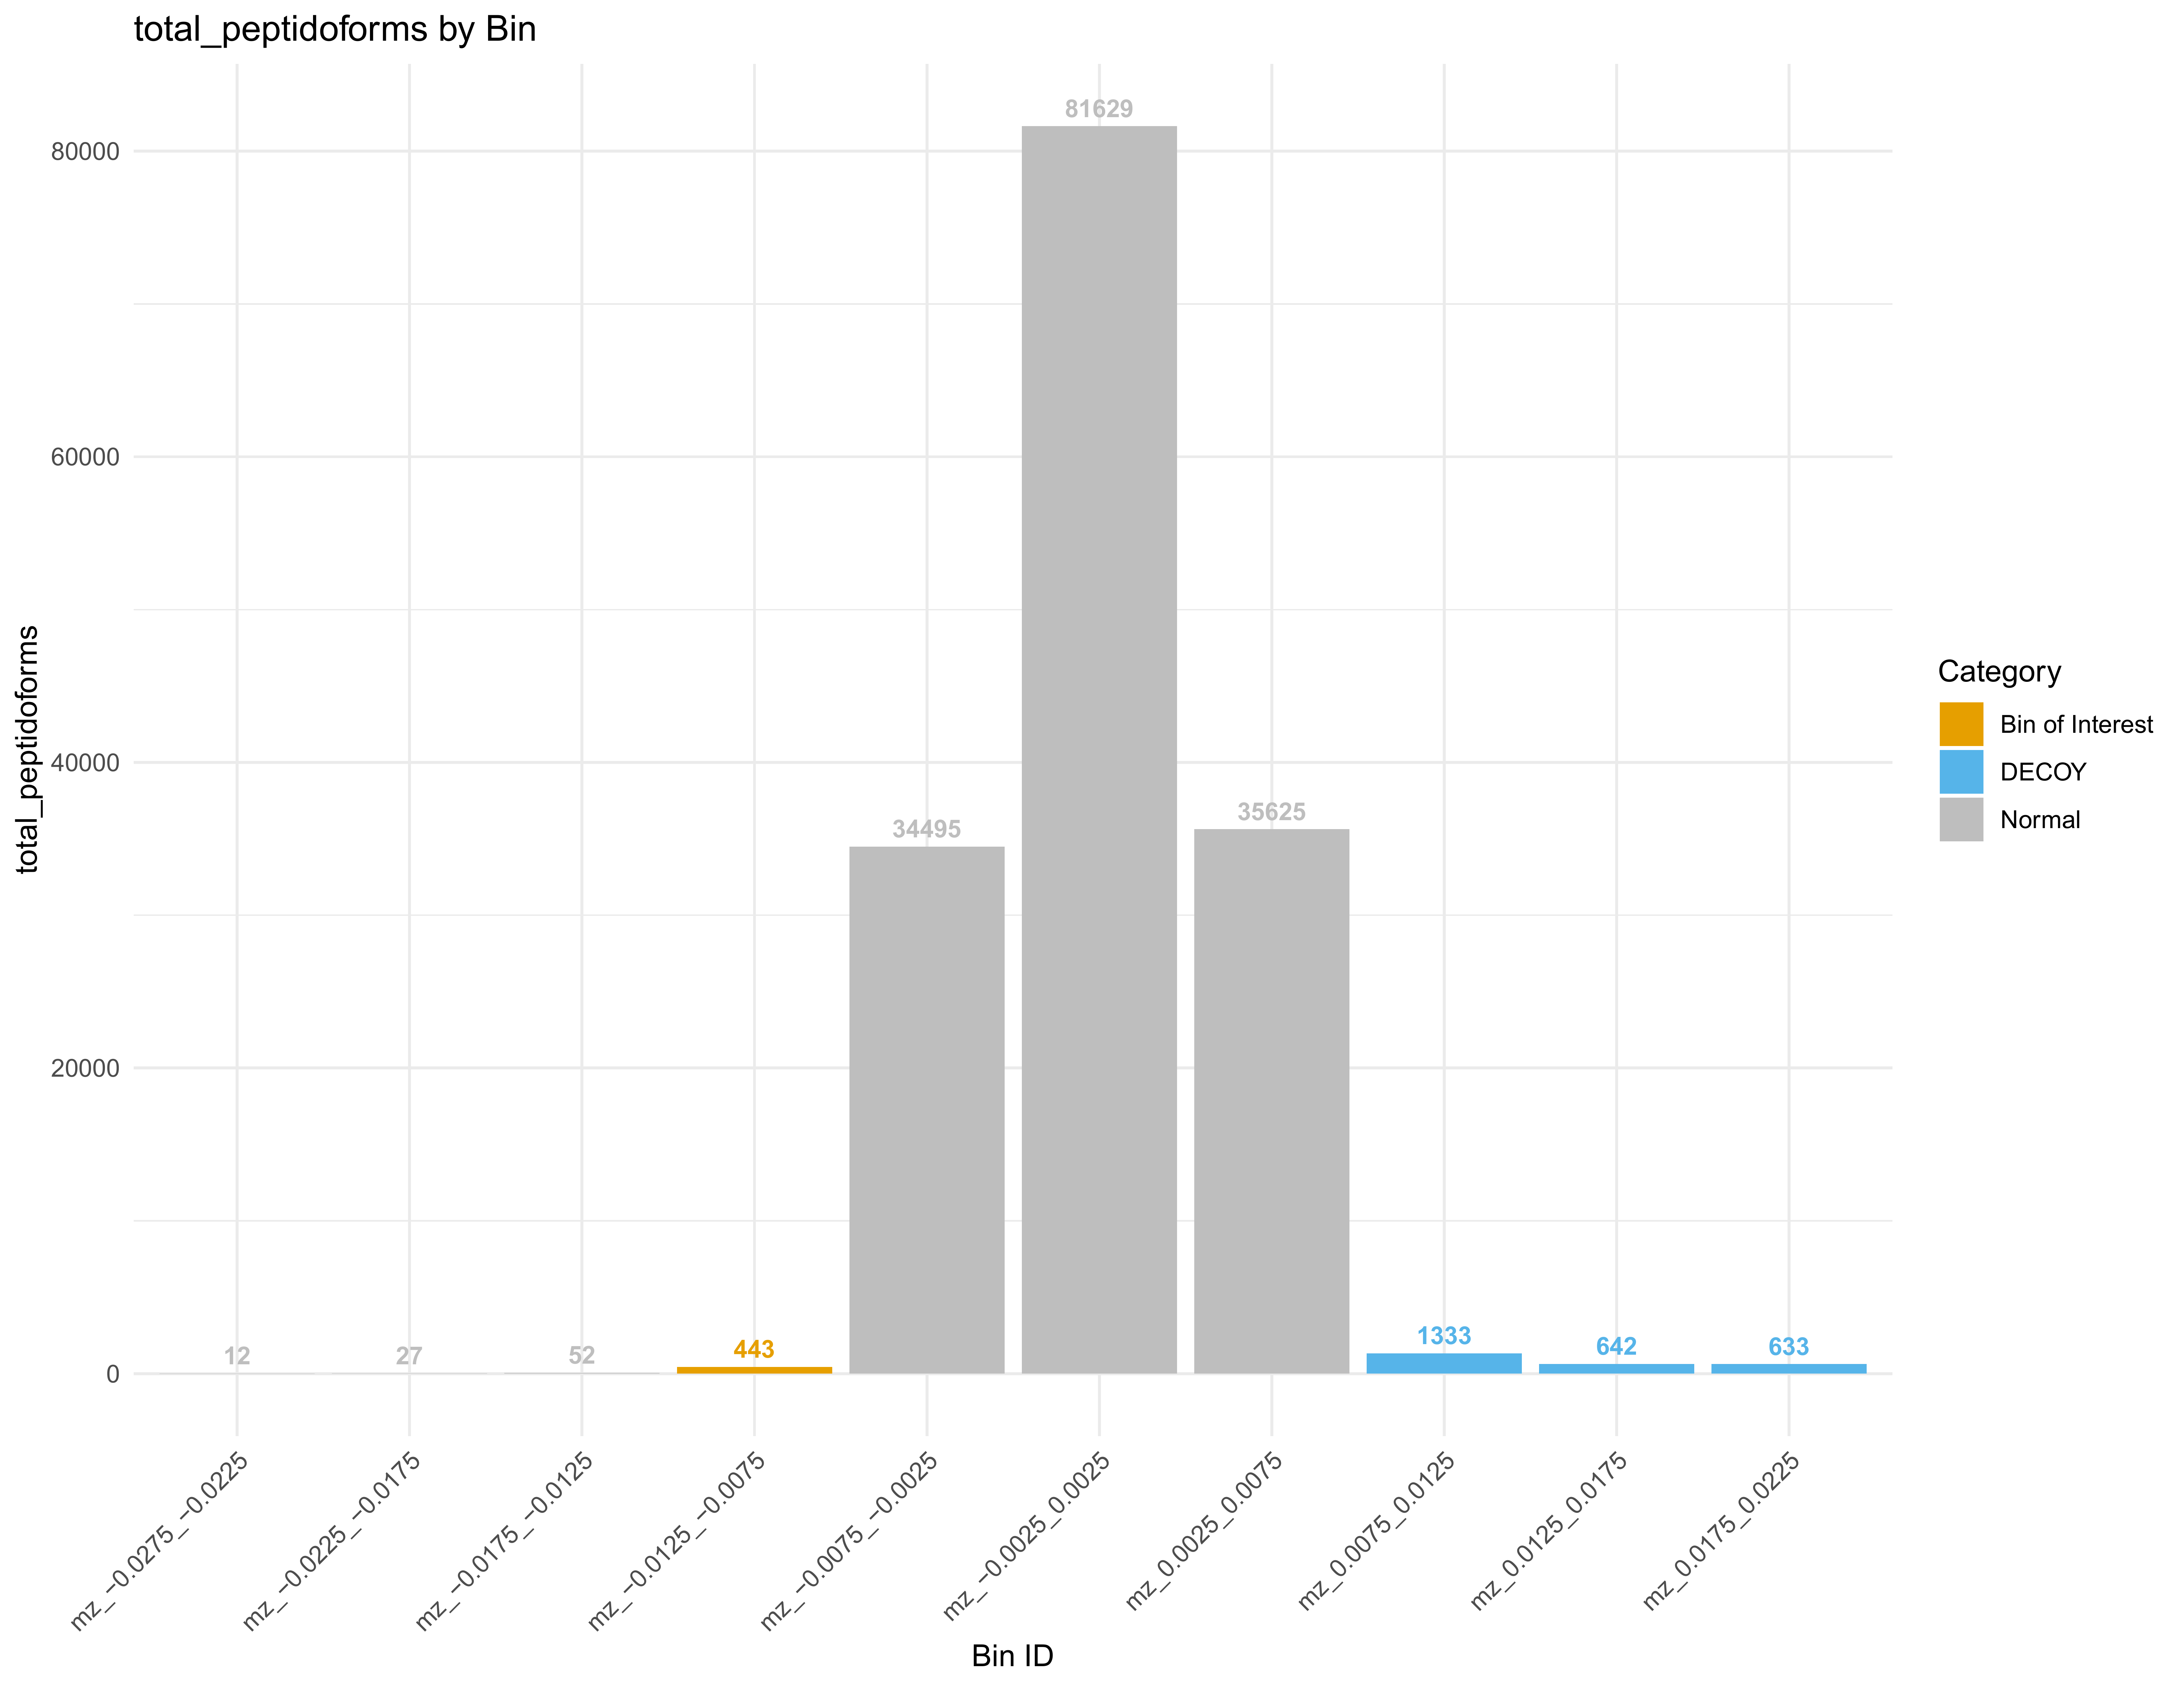 total_peptidoforms by Bin
total_peptidoforms
80000
60000
40000
20000
0
12
27
52
443
34495
81629
35625
1333
642
633
mz_−0.0275_−0.0225
mz_−0.0225_−0.0175
mz_−0.0175_−0.0125
mz_−0.0125_−0.0075
mz_−0.0075_−0.0025
mz_−0.0025_0.0025
mz_0.0025_0.0075
mz_0.0075_0.0125
mz_0.0125_0.0175
mz_0.0175_0.0225
Bin ID
Category
Bin of Interest
DECOY
Normal